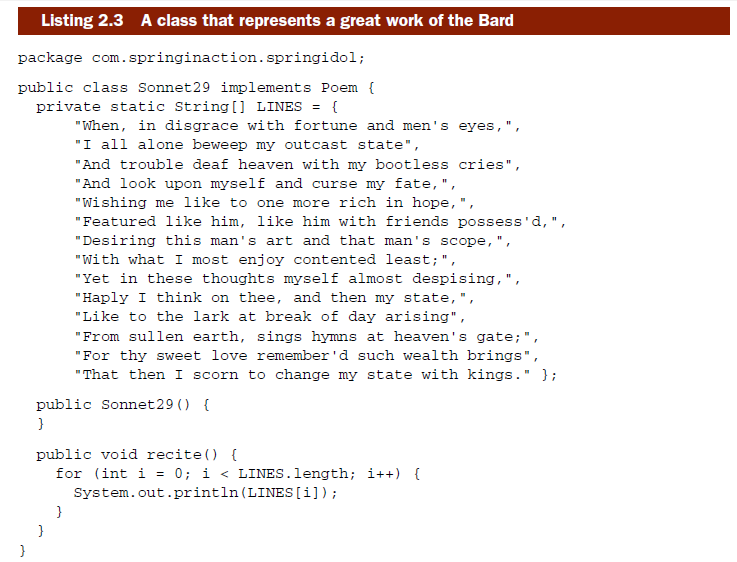 Listing 2.3 A class that represents a great work of the Bard
package com.springinaction.springidol;
public class Sonnet29 implements Poem {
  private static String[] LINES = {
      "When, in disgrace with fortune and men's eyes,",
      "I all alone beweep my outcast state",
      "And trouble deaf heaven with my bootless cries",
      "And look upon myself and curse my fate,",
      "Wishing me like to one more rich in hope,",
      "Featured like him, like him with friends possess'd,",
      "Desiring this man's art and that man's scope,",
      "With what I most enjoy contented least;",
      "Yet in these thoughts myself almost despising,",
      "Haply I think on thee, and then my state,",
      "Like to the lark at break of day arising",
      "From sullen earth, sings hymns at heaven's gate;",
      "For thy sweet love remember'd such wealth brings",
      "That then I scorn to change my state with kings." };
  public Sonnet29() {
  }
  public void recite() {
    for (int i = 0; i < LINES.length; i++) {
      System.out.println(LINES[i]);
    }
  }
}